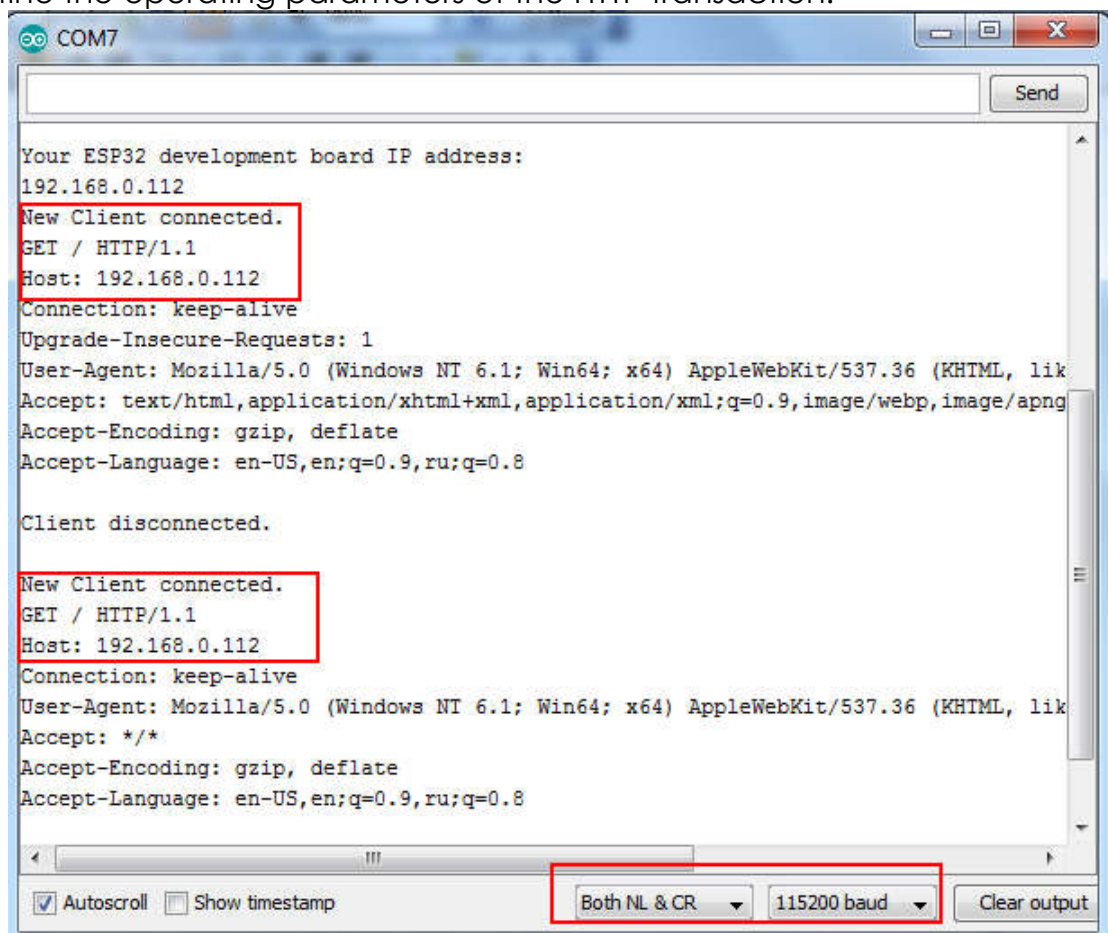 the operating parameters of the HTTP transaction.
COM7
Send
Your ESP32 development board IP address:
192.168.0.112
New Client connected.
GET / HTTP/1.1
Host: 192.168.0.112
Connection: keep-alive
Upgrade-Insecure-Requests: 1
User-Agent: Mozilla/5.0 (Windows NT 6.1; Win64; x64) AppleWebKit/537.36 (KHTML, lik
Accept: text/html,application/xhtml+xml,application/xml;q=0.9,image/webp,image/apng
Accept-Encoding: gzip, deflate
Accept-Language: en-US,en;q=0.9,ru;q=0.8
Client disconnected.
New Client connected.
GET / HTTP/1.1
Host: 192.168.0.112
Connection: keep-alive
User-Agent: Mozilla/5.0 (Windows NT 6.1; Win64; x64) AppleWebKit/537.36 (KHTML, lik
Accept: */*
Accept-Encoding: gzip, deflate
Accept-Language: en-US,en;q=0.9,ru;q=0.8
Autoscroll Show timestamp Both NL & CR 115200 baud Clear output